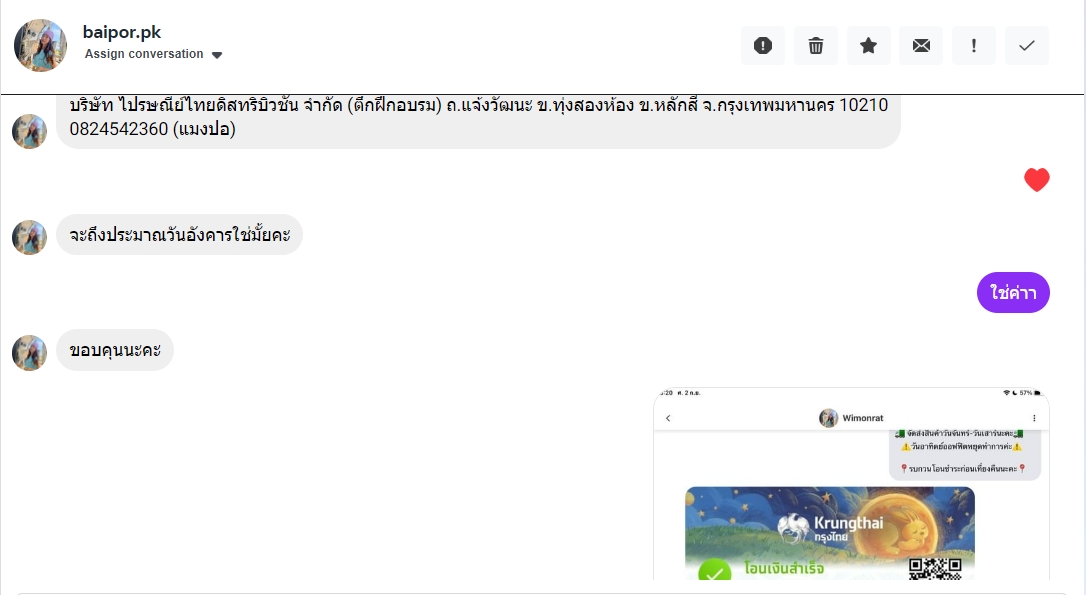 baipor.pk
Assign conversation
บริษัท ไปรษณีย์ไทยดิสทริบิวชั่น จำกัด (ตึกฝึกอบรม) ถ.แจ้งวัฒนะ ข.ทุ่งสองห้อง ข.หลักสี่ จ.กรุงเทพมหานคร 10210
0824542360 (แมงปอ)
จะถึงประมาณวันอังคารใช่มั้ยคะ
ใช่ค่าา
ขอบคุนนะคะ
:20 ศ. 2 ก.ย.
57%
Wimonrat
จัดส่งสินค้าวันจันทร์-วันเสาร์นะคะ
วันอาทิตย์ออฟฟิตหยุดทำการค่ะ
รบกวนโอนชำระก่อนเที่ยงคืนนะคะ
Krungthai
กรุงไทย
โอนเงินสำเร็จ